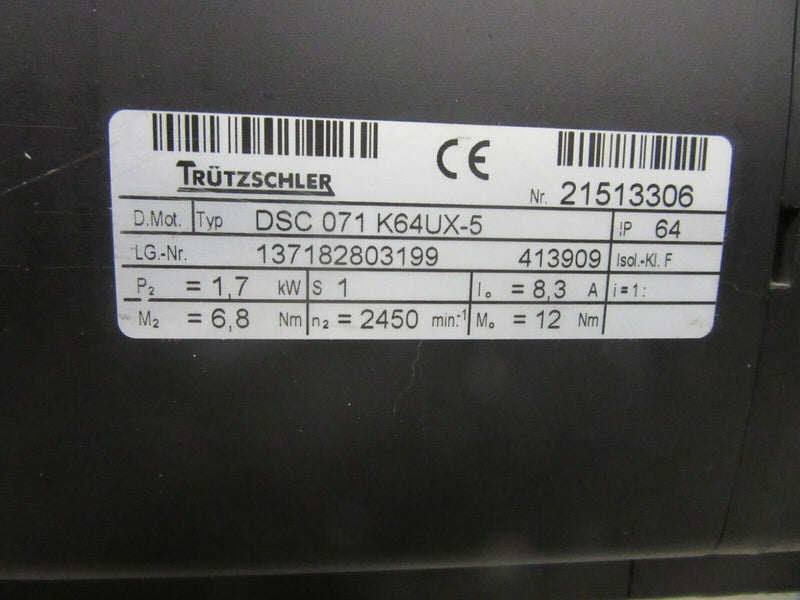 CE
TRÜTZSCHLER
Nr. 21513306
D.Mot. Typ DSC 071 K64UX-5 IP 64
LG.-Nr. 137182803199 413909 Isol.-Kl. F
P₂ = 1,7 kW S 1 I₀ = 8,3 A i = 1:
M₂ = 6,8 Nm n₂ = 2450 min.⁻¹ M₀ = 12 Nm